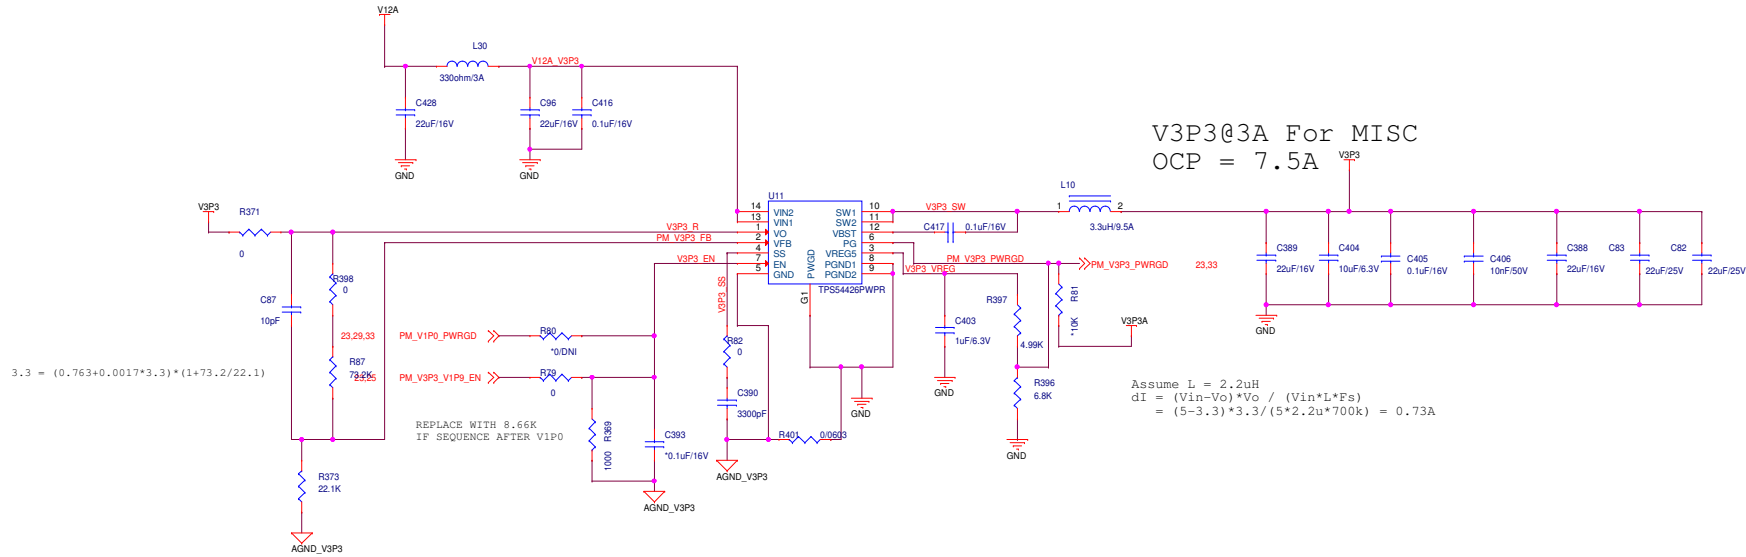 V12A
L30
330ohm/3A
V12A_V3P3
C428
22uF/16V
C96
22uF/16V
C416
0.1uF/16V
GND
GND
V3P3@3A For MISC
OCP = 7.5A
V3P3
V3P3
R371
0
V3P3_R
PM_V3P3_FB
V3P3_EN
V3P3_SS
U11
14
13
1
2
4
7
5
VIN2
VIN1
VO
VFB
SS
EN
GND
PWGD
G1
SW1
SW2
VBST
PG
VREG5
PGND1
PGND2
10
11
12
6
3
8
9
TPS54426PWPR
V3P3_SW
C417
0.1uF/16V
PM_V3P3_PWRGD
V3P3_VREG
L10
1
2
3.3uH/9.5A
PM_V3P3_PWRGD
23,33
C389
22uF/16V
C404
10uF/6.3V
C405
0.1uF/16V
C406
10nF/50V
C388
22uF/16V
C83
22uF/25V
C82
22uF/25V
GND
R398
0
C87
10pF
R87
73.2K
3.3 = (0.763+0.0017*3.3)*(1+73.2/22.1)
23,29,33
PM_V1P0_PWRGD
R80
*0/DNI
PM_V3P3_V1P9_EN
R79
0
REPLACE WITH 8.66K
IF SEQUENCE AFTER V1P0
R369
1000
C393
*0.1uF/16V
AGND_V3P3
R82
0
C390
3300pF
AGND_V3P3
R401
0/0603
GND
C403
1uF/6.3V
GND
R397
4.99K
R396
6.8K
GND
R81
*10K
V3P3A
Assume L = 2.2uH
dI = (Vin-Vo)*Vo / (Vin*L*Fs)
= (5-3.3)*3.3/(5*2.2u*700k) = 0.73A
R373
22.1K
AGND_V3P3